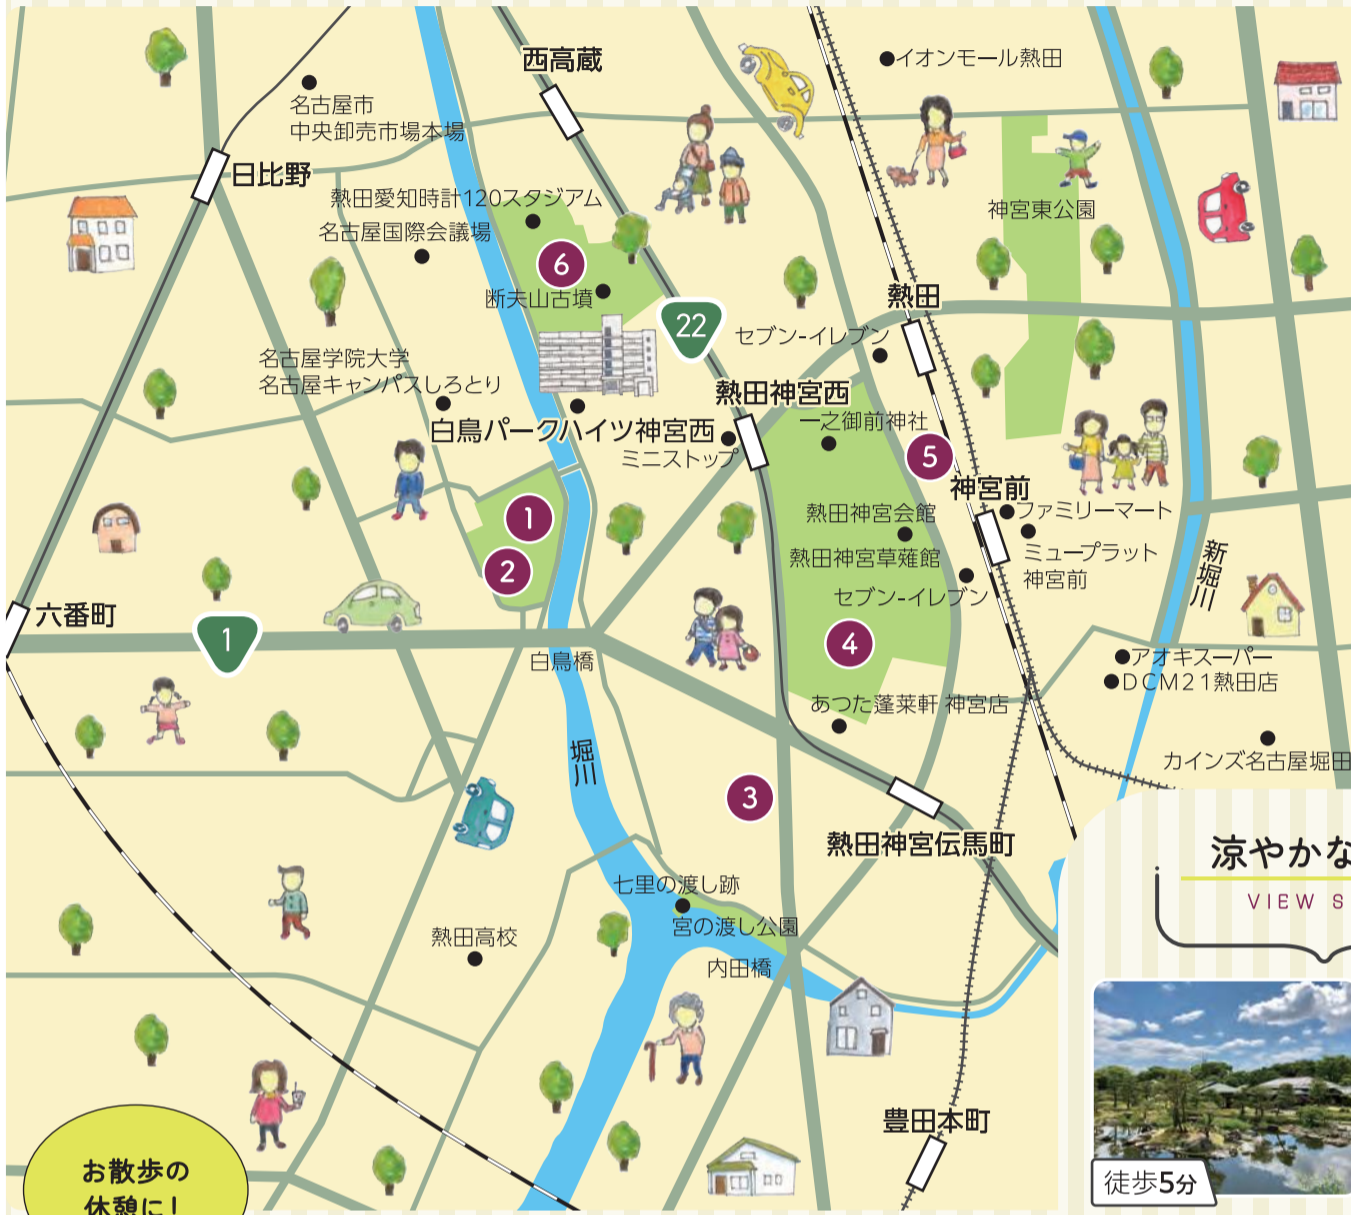 西高蔵
イオンモール熱田
名古屋市
中央卸売市場本場
日比野
熱田愛知時計120スタジアム
名古屋国際会議場
神宮東公園
6
断夫山古墳
熱田
22
セブン-イレブン
名古屋学院大学
名古屋キャンパスしろとり
熱田神宮西
一之御前神社
白鳥パークハイツ神宮西
ミニストップ
5
神宮前
1
熱田神宮会館
ファミリーマート
ミュープラット
神宮前
熱田神宮草薙館
2
セブン-イレブン
新堀川
六番町
1
4
白鳥橋
アオキスーパー
DCM21熱田店
あつた蓬莱軒 神宮店
堀川
カインズ名古屋堀田
3
熱田神宮伝馬町
涼やかな
VIEW S
七里の渡し跡
宮の渡し公園
熱田高校
内田橋
豊田本町
お散歩の
休憩に!
徒歩5分